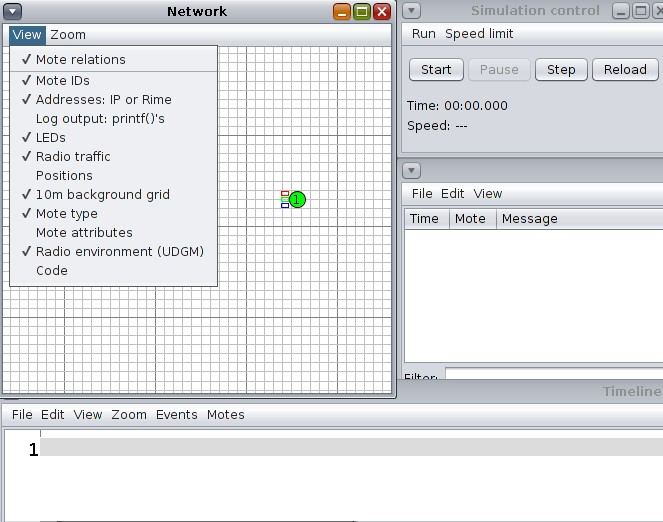 Network
View Zoom
✓ Mote relations
✓ Mote IDs
✓ Addresses: IP or Rime
Log output: printf()'s
✓ LEDs
✓ Radio traffic
Positions
✓ 10m background grid
✓ Mote type
Mote attributes
✓ Radio environment (UDGM)
Code
1
Simulation control
Run Speed limit
Start Pause Step Reload
Time: 00:00.000
Speed: ---
File Edit View
Time Mote Message
Filter:
Timeline
File Edit View Zoom Events Motes
1